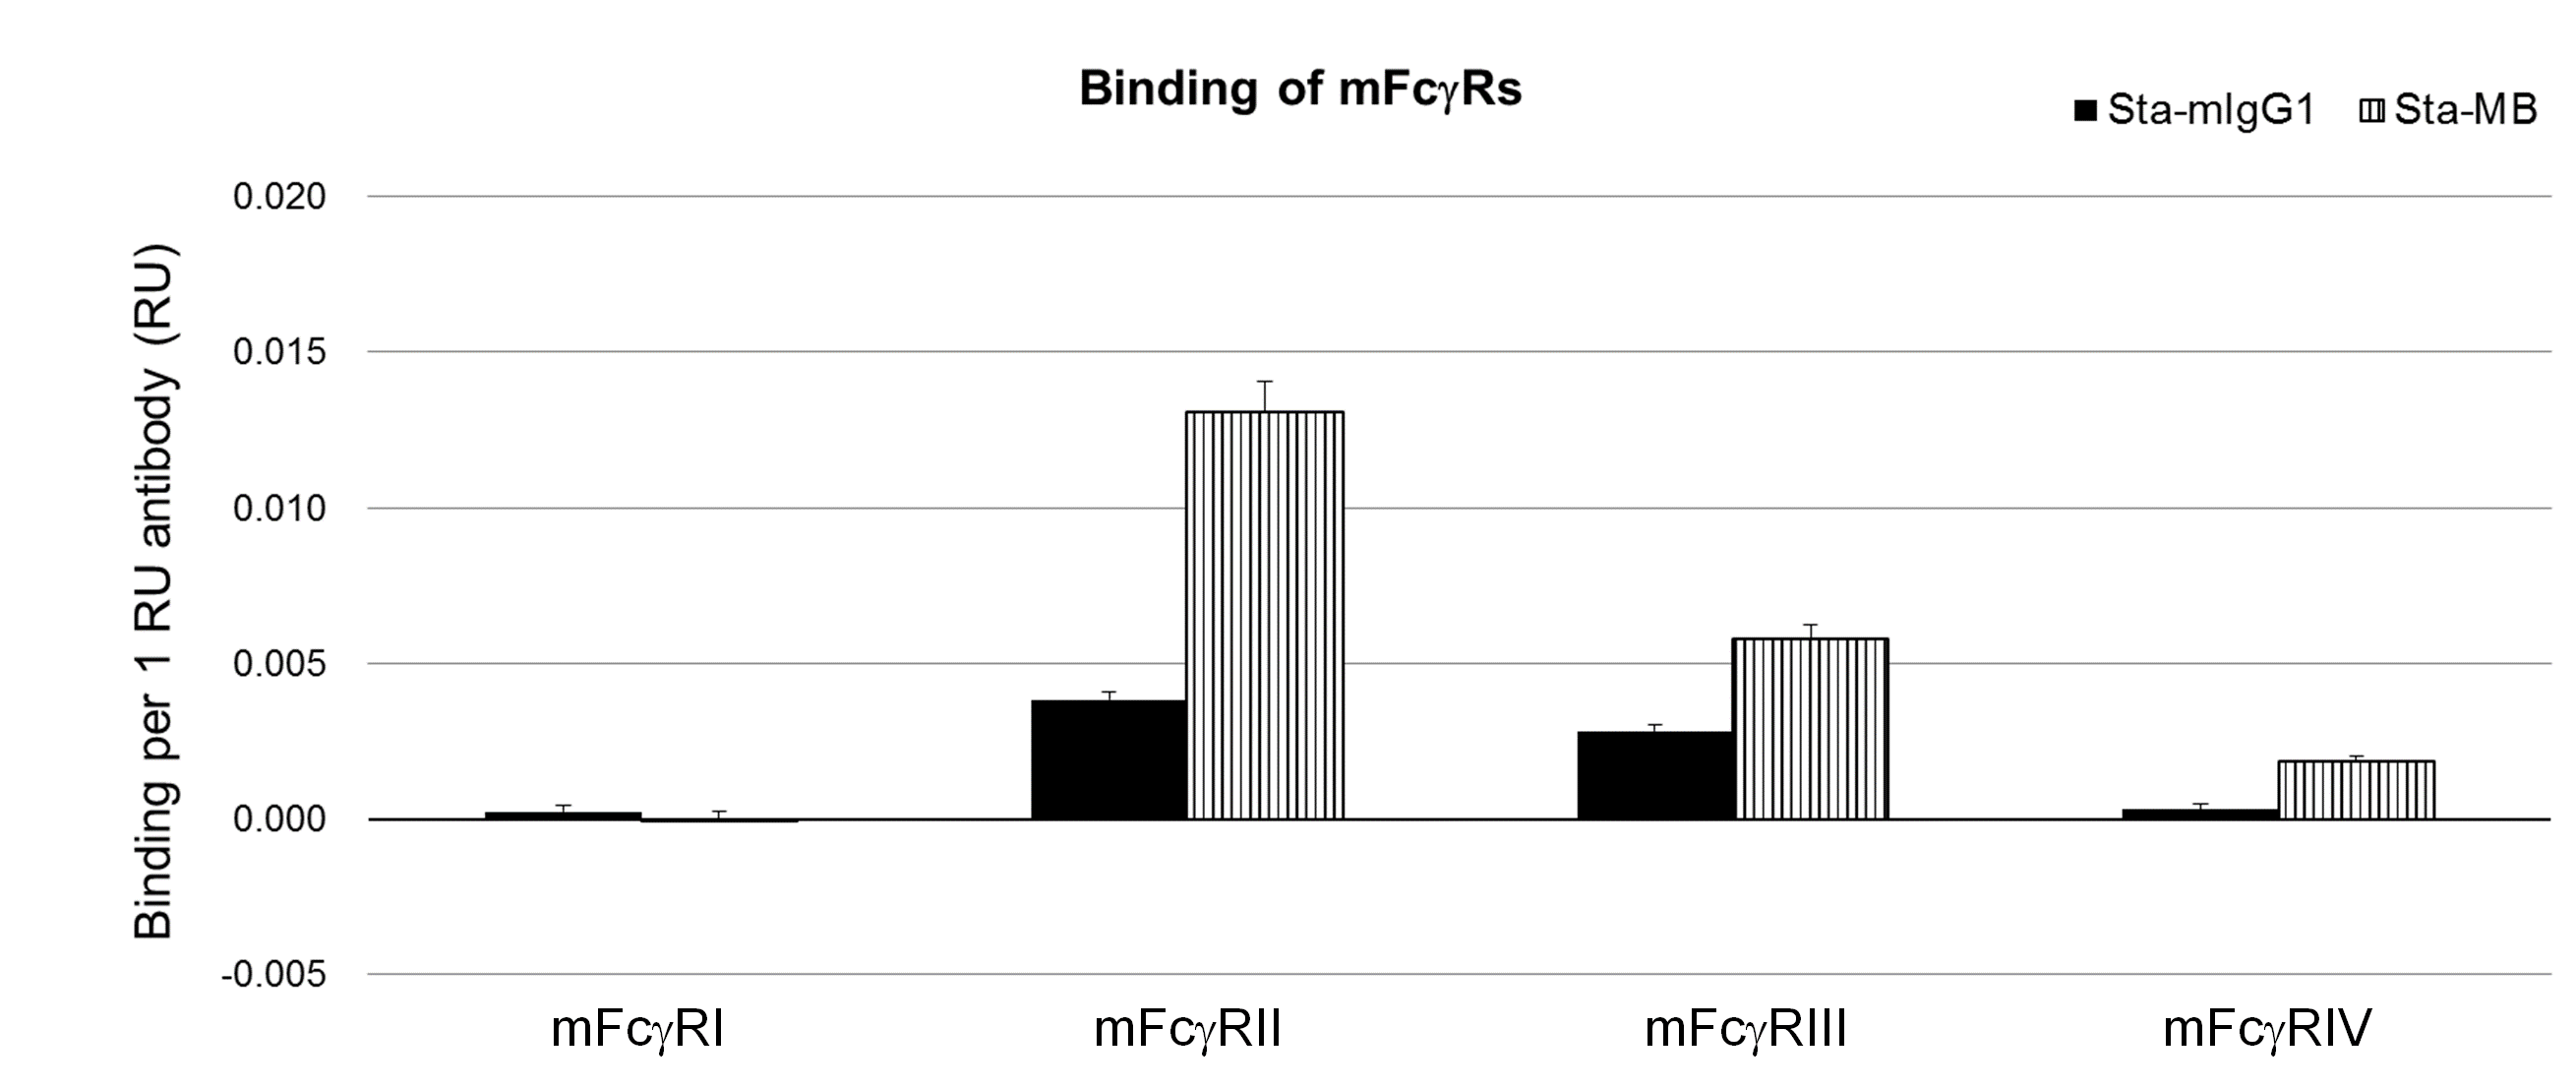 Binding of mFcγRs
Sta-mIgG1
Sta-MB
Binding per 1 RU antibody (RU)
0.020
0.015
0.010
0.005
0.000
-0.005
mFcγRI
mFcγRII
mFcγRIII
mFcγRIV